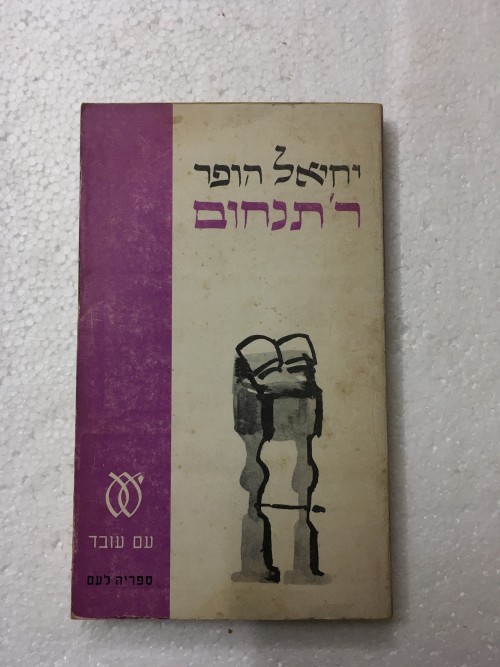 יחיאל הופר
ר' תנחום
עם עובד
ספריה לעם